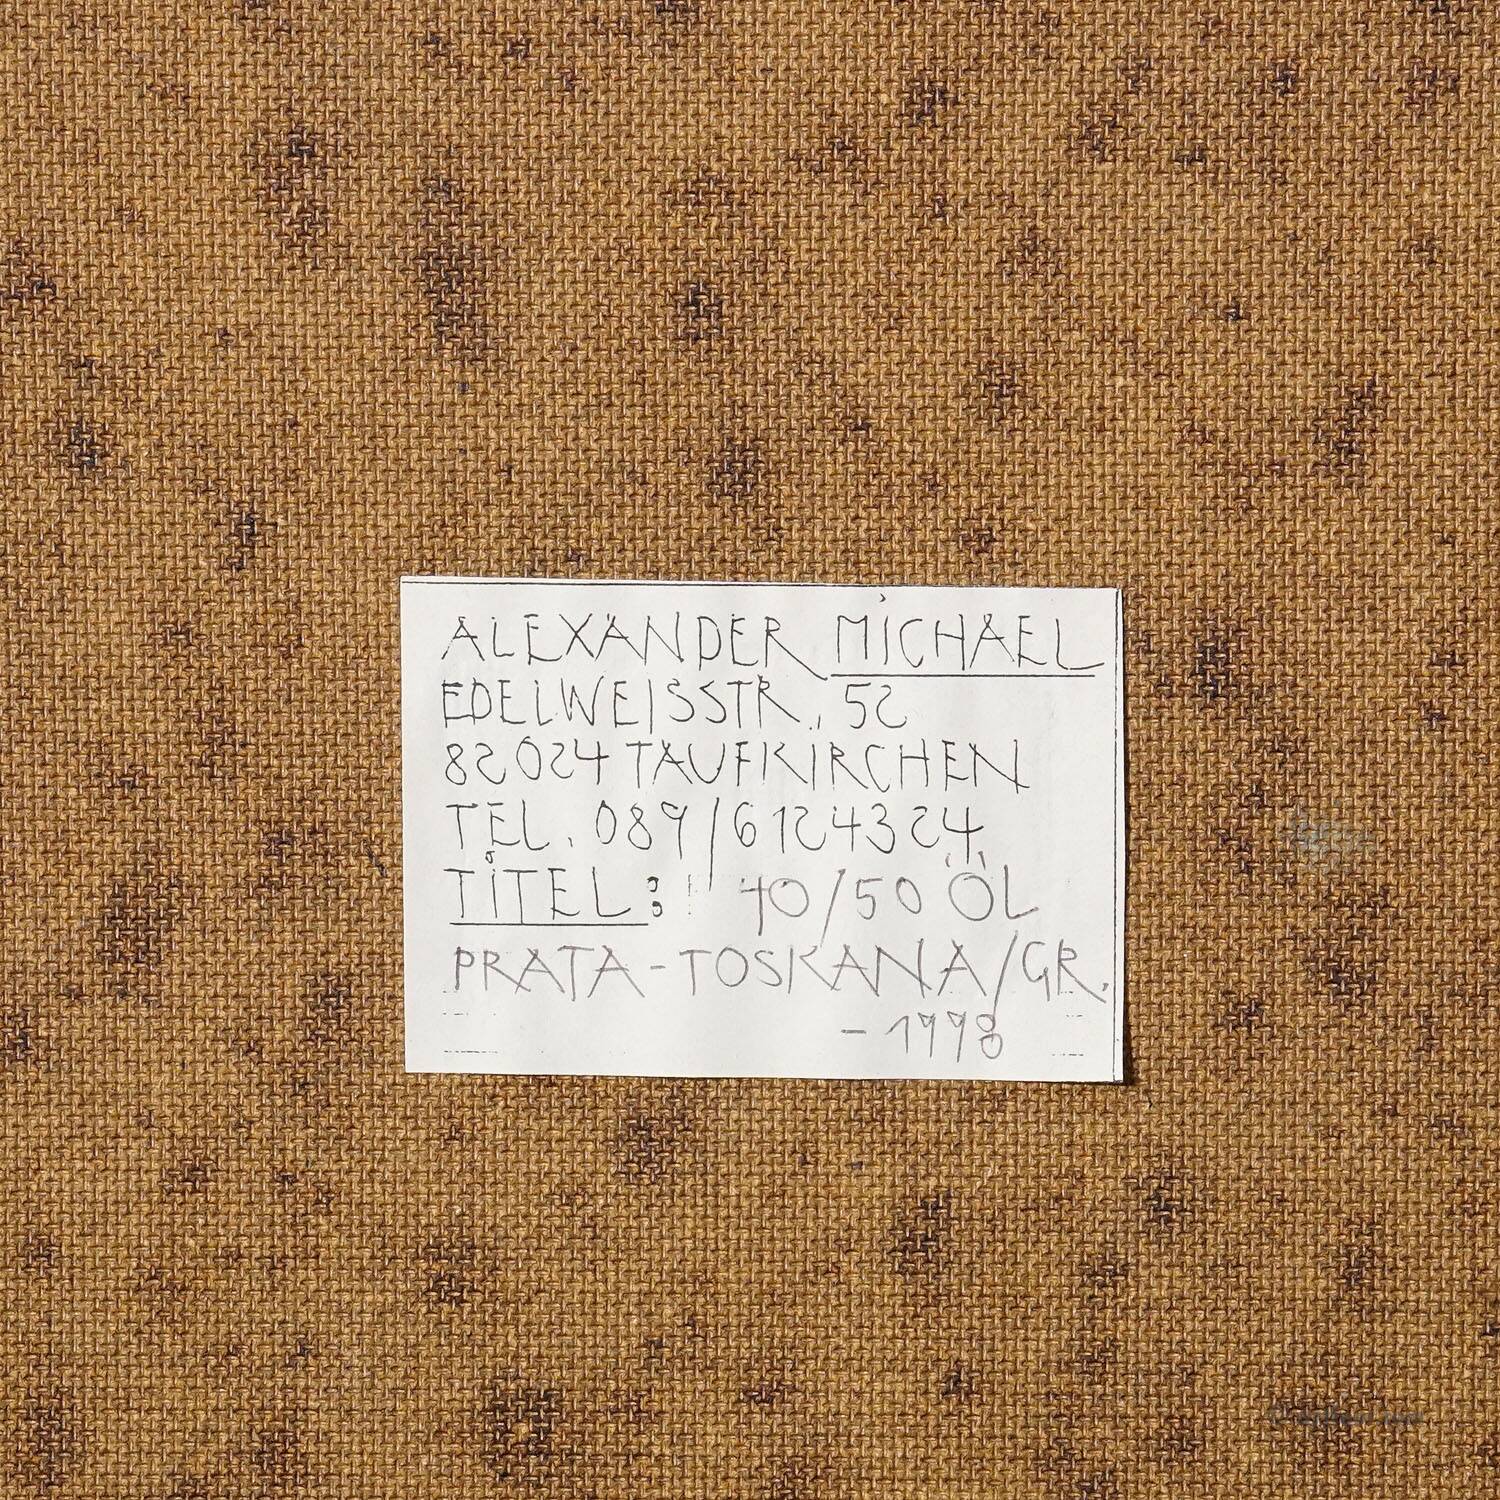 ALEXANDER MICHAEL
EDELWEISSTR. 52
82024 TAUFKIRCHEN
TEL. 089/6124324
TITEL: 40/50 ÖL
PRATA-TOSKANA/GR.
- 1998